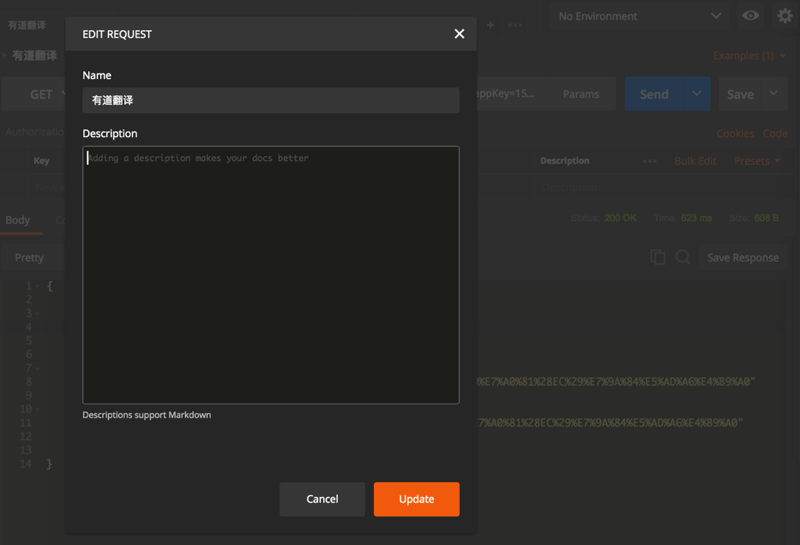 有道翻译
EDIT REQUEST
No Environment
有道翻译
Examples (1)
Name
有道翻译
GET
appKey=15...
Params
Send
Save
Description
Adding a description makes your docs better
Cookies Code
Key
Description
Bulk Edit
Presets
Description
Body
Status: 200 OK Time: 623 ms Size: 608 B
Pretty
Save Response
1 {
2
3
4
5
6
7
8 %E7%A0%81%28EC%29%E7%9A%84%E5%AD%A6%E4%B9%A0"
9
10
11 E7%A0%81%28EC%29%E7%9A%84%E5%AD%A6%E4%B9%A0"
12
13
14 }
Descriptions support Markdown
Cancel
Update